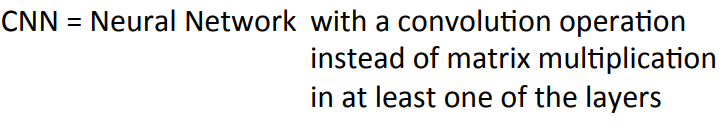 CNN = Neural Network with a convolution operation
instead of matrix multiplication
in at least one of the layers